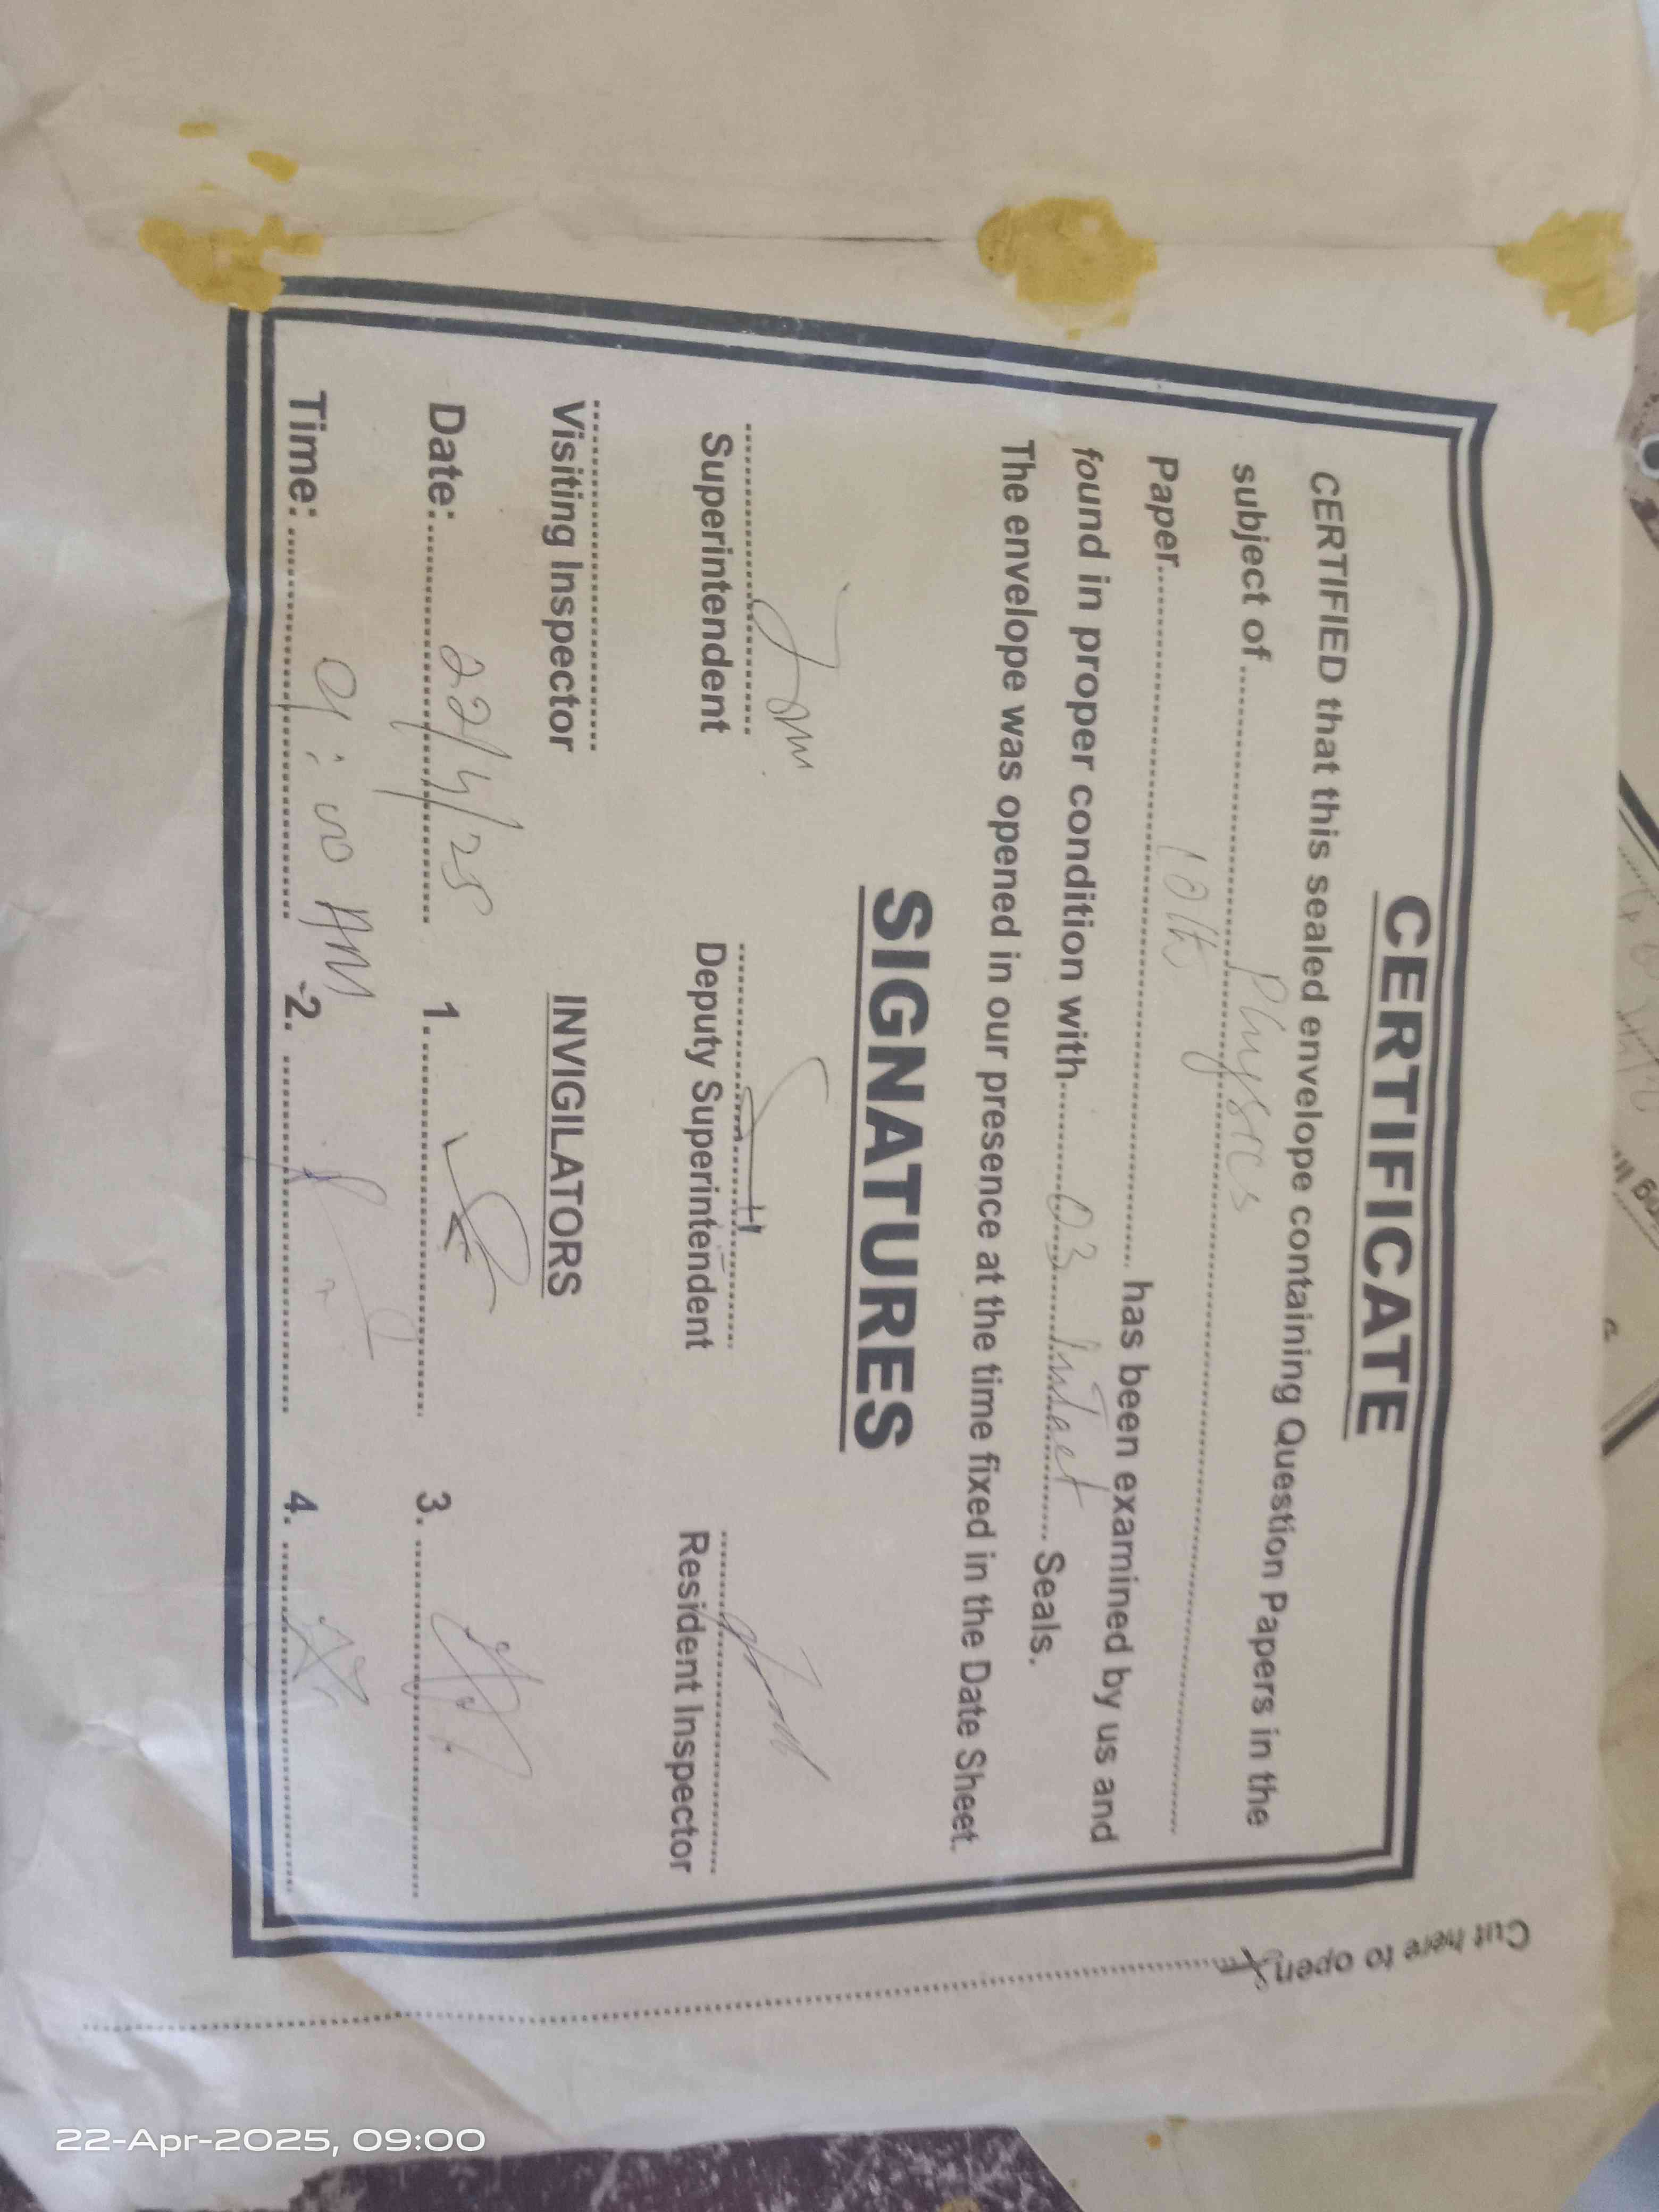 CERTIFICATE
CERTIFIED that this sealed envelope containing Question Papers in the
subject of.......... Physics ..........
Paper.......... 10th .......... has been examined by us and
found in proper condition with.......... 03 Intect .......... Seals.
The envelope was opened in our presence at the time fixed in the Date Sheet.
SIGNATURES
Superintendent Deputy Superintendent Resident Inspector
Visiting Inspector INVIGILATORS
Date: 22/4/25 1. 3.
Time: 09:00 AM 2. 4.
Cut here to open
22-Apr-2025, 09:00